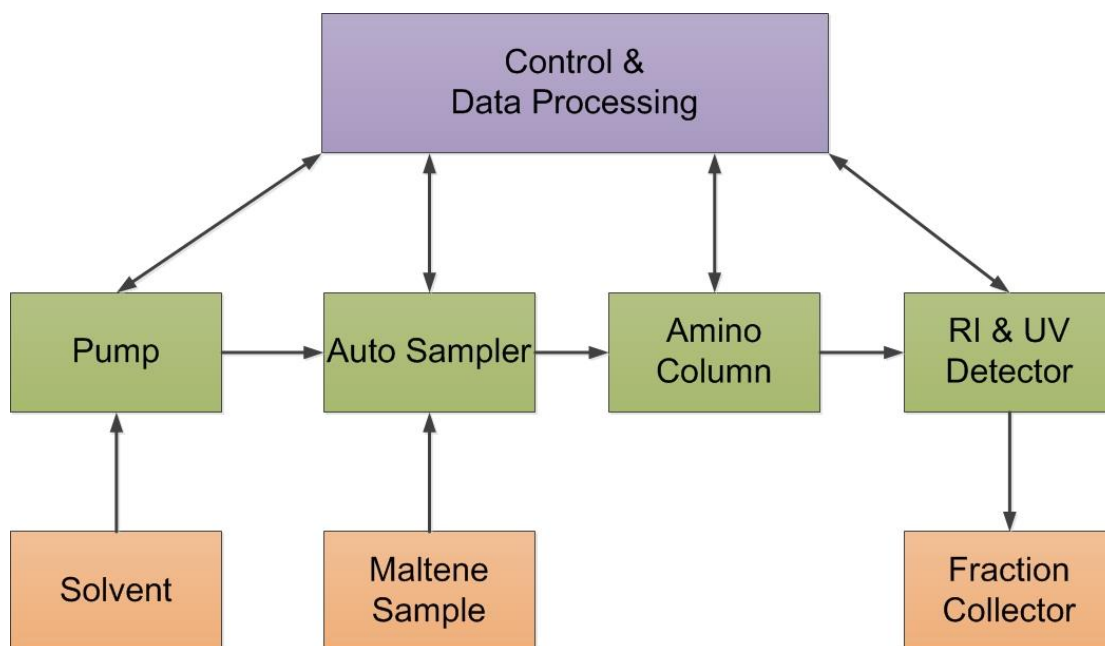 Control &
Data Processing
Pump
Auto Sampler
Amino
Column
RI & UV
Detector
Solvent
Maltene
Sample
Fraction
Collector